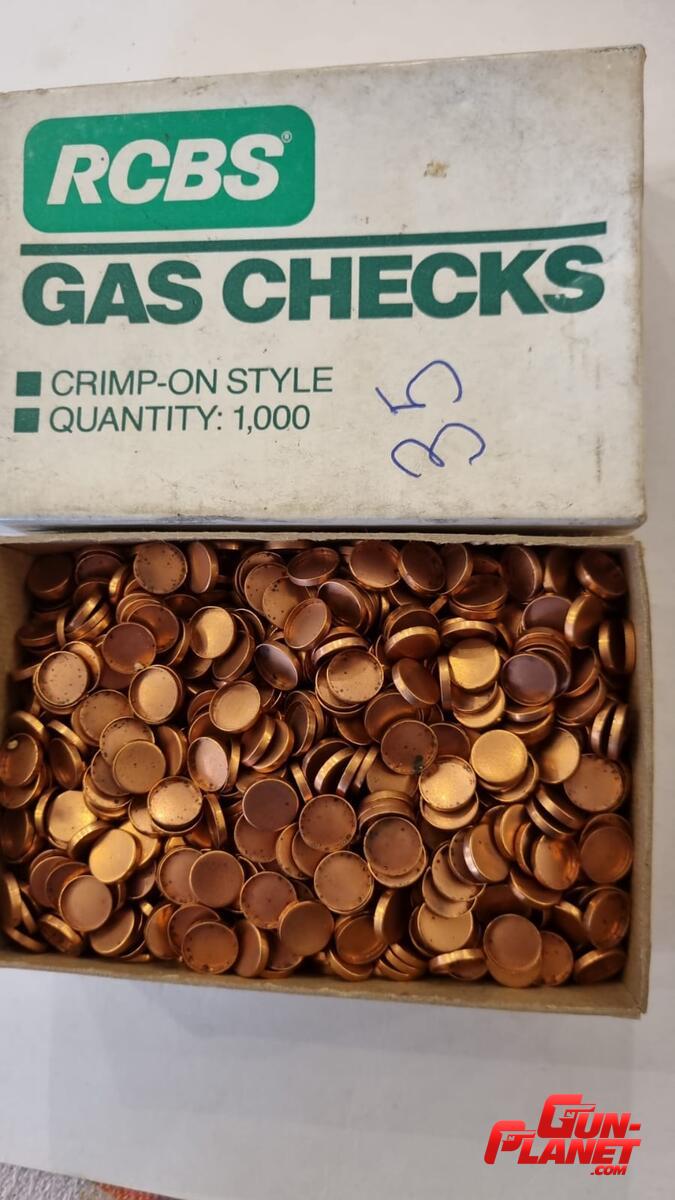 RCBS®
GAS CHECKS
■ CRIMP-ON STYLE
■ QUANTITY: 1,000
35
GUN-
PLANET
.COM